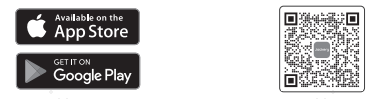 Available on the
App Store
GET IT ON
Google Play